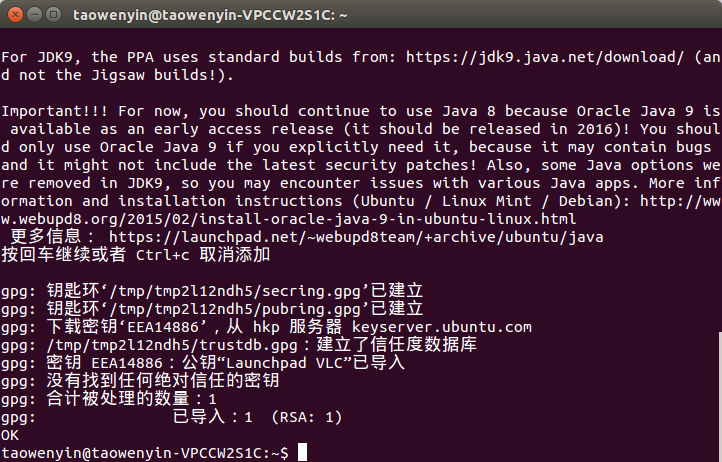 taowenyin@taowenyin-VPCCW2S1C: ~
For JDK9, the PPA uses standard builds from: https://jdk9.java.net/download/ (an
d not the Jigsaw builds!).
Important!!! For now, you should continue to use Java 8 because Oracle Java 9 is
 available as an early access release (it should be released in 2016)! You shoul
d only use Oracle Java 9 if you explicitly need it, because it may contain bugs
and it might not include the latest security patches! Also, some Java options we
re removed in JDK9, so you may encounter issues with various Java apps. More inf
ormation and installation instructions (Ubuntu / Linux Mint / Debian): http://ww
w.webupd8.org/2015/02/install-oracle-java-9-in-ubuntu-linux.html
 更多信息： https://launchpad.net/~webupd8team/+archive/ubuntu/java
按回车继续或者 Ctrl+c 取消添加
gpg: 钥匙环‘/tmp/tmp2l12ndh5/secring.gpg’已建立
gpg: 钥匙环‘/tmp/tmp2l12ndh5/pubring.gpg’已建立
gpg: 下载密钥‘EEA14886’，从 hkp 服务器 keyserver.ubuntu.com
gpg: /tmp/tmp2l12ndh5/trustdb.gpg：建立了信任度数据库
gpg: 密钥 EEA14886：公钥“Launchpad VLC”已导入
gpg: 没有找到任何绝对信任的密钥
gpg: 合计被处理的数量：1
gpg:               已导入：1  (RSA: 1)
OK
taowenyin@taowenyin-VPCCW2S1C:~$